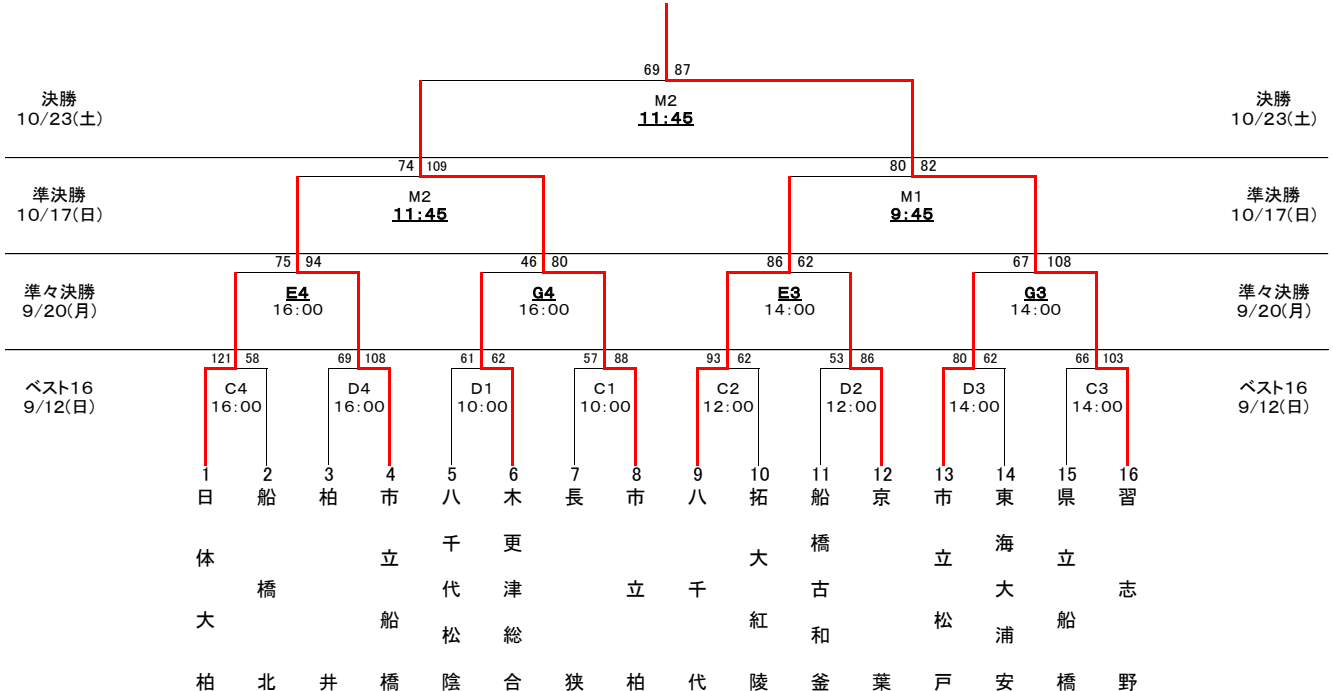 69 87
決勝
10/23(土)
M2
11:45
決勝
10/23(土)
74 109
80 82
準決勝
10/17(日)
M2
11:45
M1
9:45
準決勝
10/17(日)
75 94
46 80
86 62
67 108
準々決勝
9/20(月)
E4
16:00
G4
16:00
E3
14:00
G3
14:00
準々決勝
9/20(月)
121 58
69 108
61 62
57 88
93 62
53 86
80 62
66 103
ベスト16
9/12(日)
C4
16:00
D4
16:00
D1
10:00
C1
10:00
C2
12:00
D2
12:00
D3
14:00
C3
14:00
ベスト16
9/12(日)
1
日体大柏
2
船橋北
3
柏井
4
市立船橋
5
八千代松陰
6
木更津総合
7
長狭
8
市立柏
9
八千代
10
拓大紅陵
11
船橋古和釜
12
京葉
13
市立松戸
14
東海大浦安
15
県立船橋
16
習志野